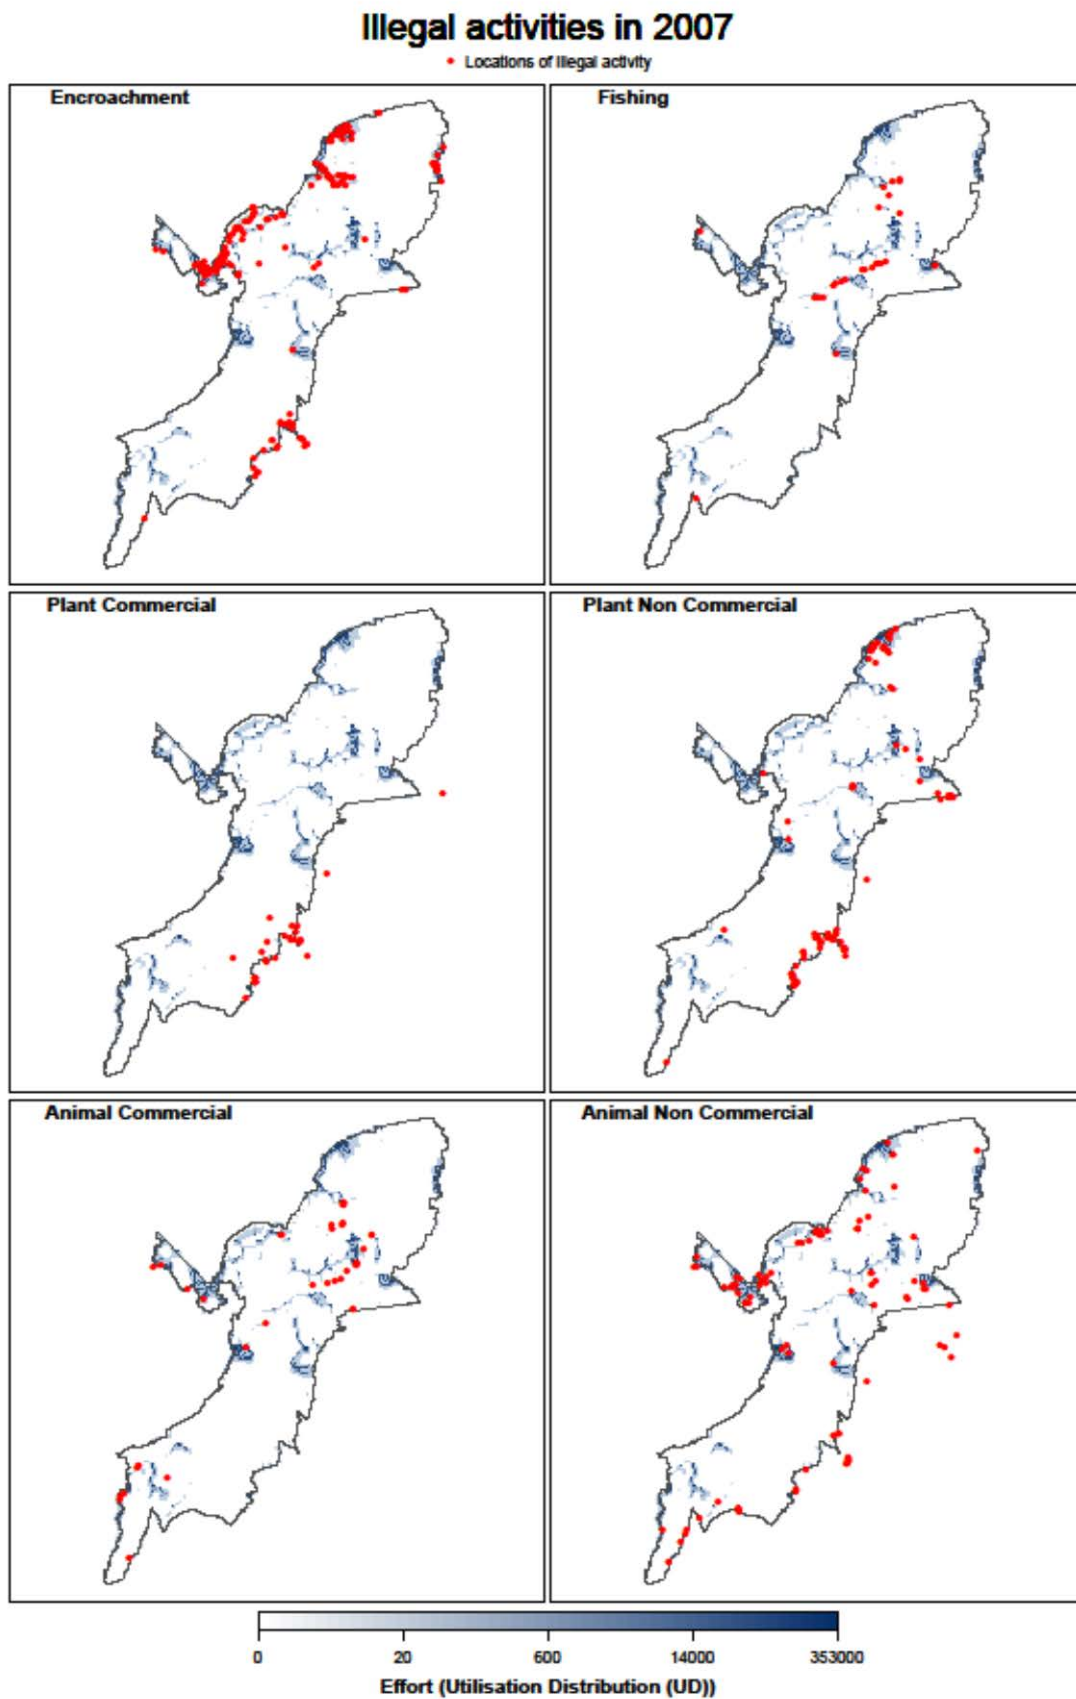 Illegal activities in 2007
Locations of illegal activity
Encroachment
Fishing
Plant Commercial
Plant Non Commercial
Animal Commercial
Animal Non Commercial
0 20 600 14000 353000
Effort (Utilisation Distribution (UD))